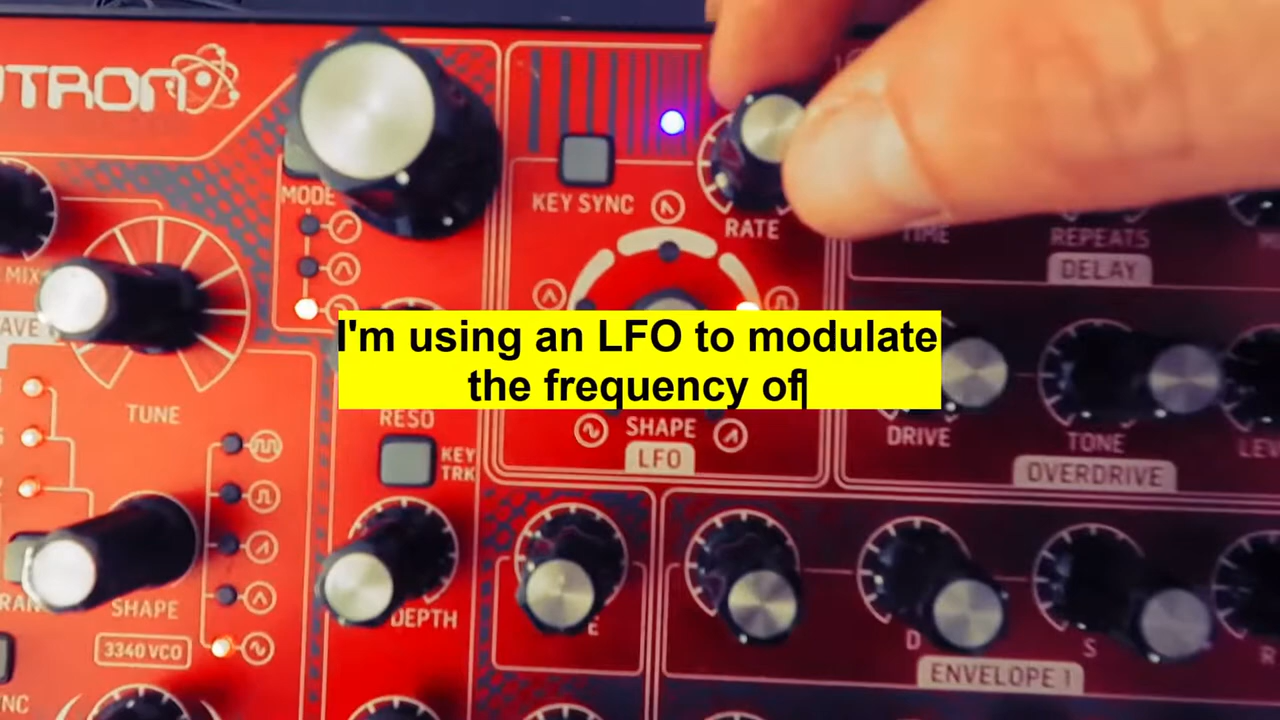 UTRON
MODE
KEY SYNC
RATE
TIME
REPEATS
DELAY
MIX
I'm using an LFO to modulate
the frequency of
TUNE
RESO
KEY
TRK
SHAPE
LFO
DRIVE
TONE
OVERDRIVE
SHAPE
DEPTH
3340 VCO
D
S
R
ENVELOPE 1